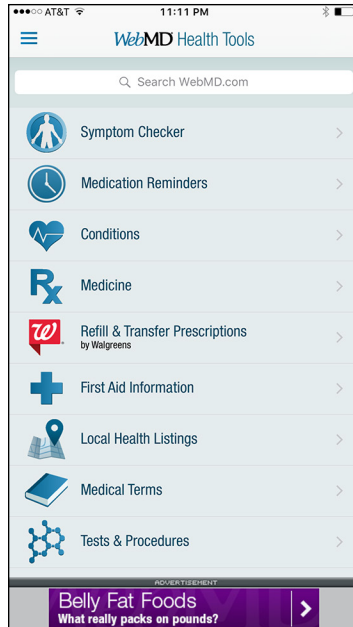 AT&T 11:11 PM
WebMD Health Tools
Search WebMD.com
Symptom Checker
Medication Reminders
Conditions
Rx
Medicine
W
Refill & Transfer Prescriptions
by Walgreens
First Aid Information
Local Health Listings
Medical Terms
Tests & Procedures
ADVERTISEMENT
Belly Fat Foods
What really packs on pounds?